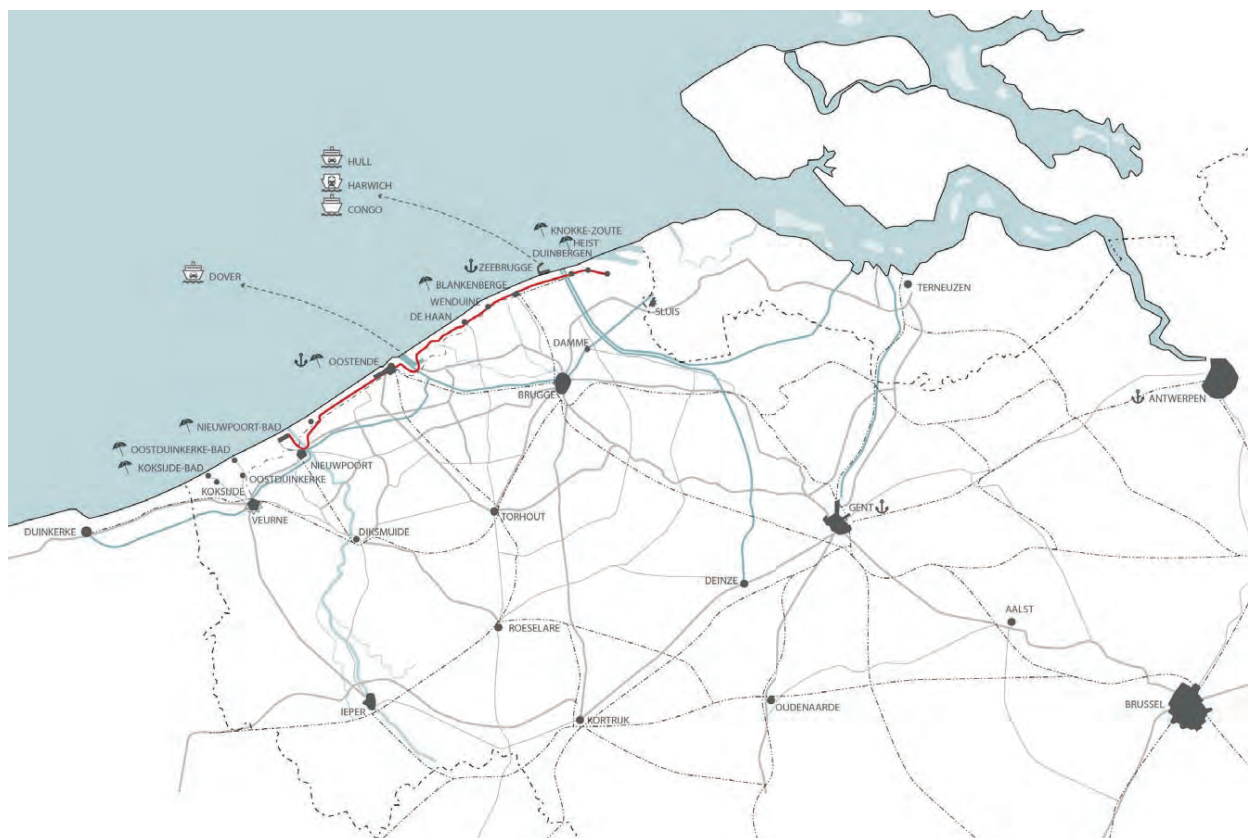 HULL
HARWICH
CONGO
DOVER
KNOKKE-ZOUTE
HEIST
DUINBERGEN
ZEEBRUGGE
BLANKENBERGE
WENDUINE
DE HAAN
SLUIS
TERNEUZEN
DAMME
OOSTENDE
BRUGGE
ANTWERPEN
NIEUWPOORT-BAD
OOSTDUINKERKE-BAD
KOKSIJDE-BAD
NIEUWPOORT
OOSTDUINKERKE
KOKSIJDE
VEURNE
DUINKERKE
DIKSMUIDE
TORHOUT
GENT
DEINZE
AALST
ROESELARE
IEPER
KORTRIJK
OUDENAARDE
BRUSSEL